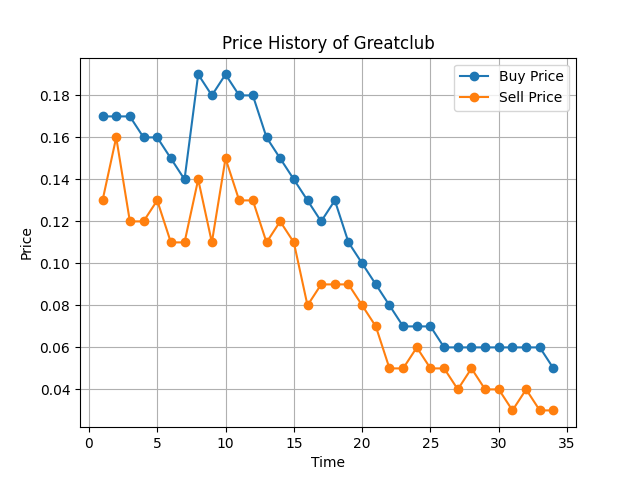 Price History of Greatclub
Buy Price
Sell Price
0.18
0.16
0.14
0.12
0.10
0.08
0.06
0.04
Price
0 5 10 15 20 25 30 35
Time